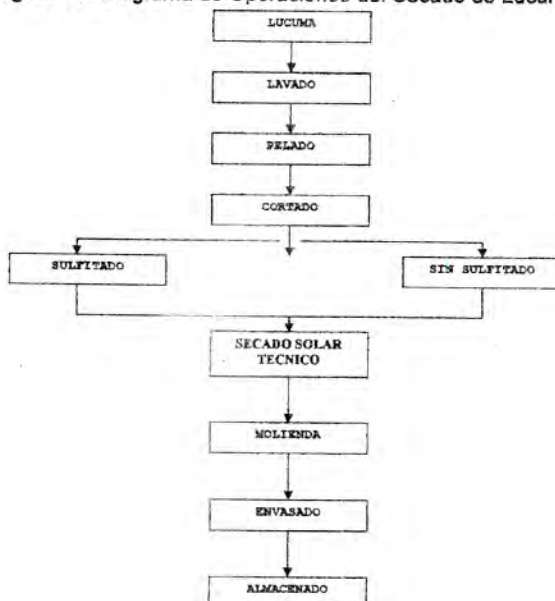 Diagrama de Operaciones del Secado de
LUCUMA
LAVADO
PELADO
CORTADO
SULFITADO
SIN SULFITADO
SECADO SOLAR
TECNICO
MOLIENDA
ENVASADO
ALMACENADO